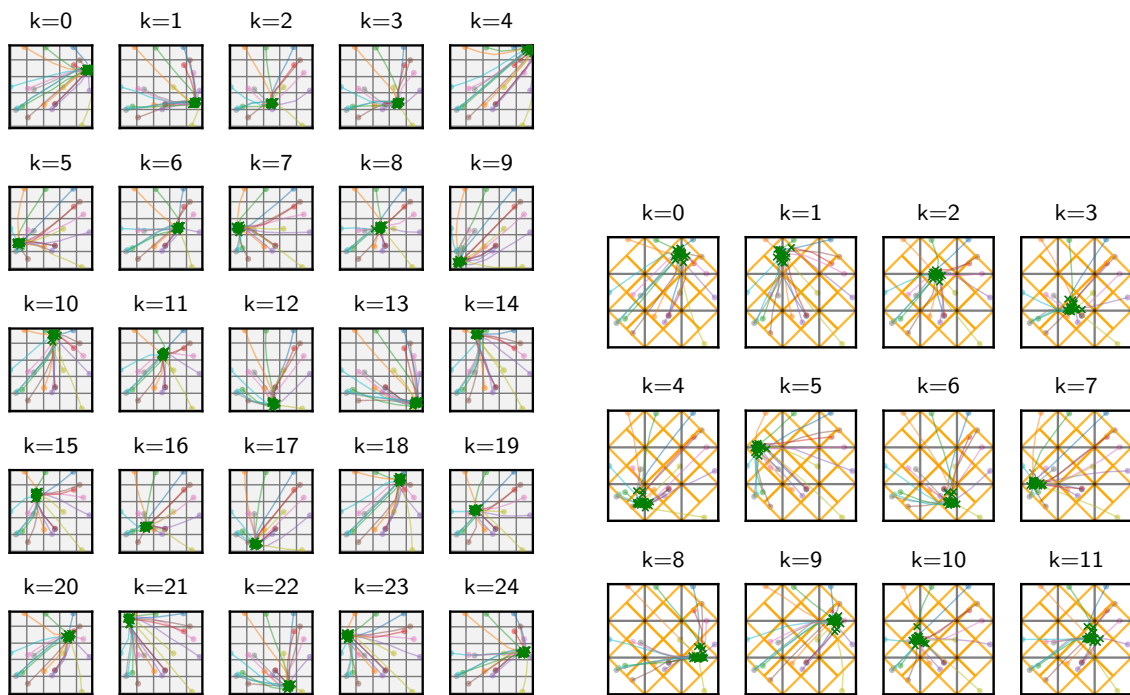 k=0 k=1 k=2 k=3 k=4
k=5 k=6 k=7 k=8 k=9
k=10 k=11 k=12 k=13 k=14
k=15 k=16 k=17 k=18 k=19
k=20 k=21 k=22 k=23 k=24
k=0 k=1 k=2 k=3
k=4 k=5 k=6 k=7
k=8 k=9 k=10 k=11